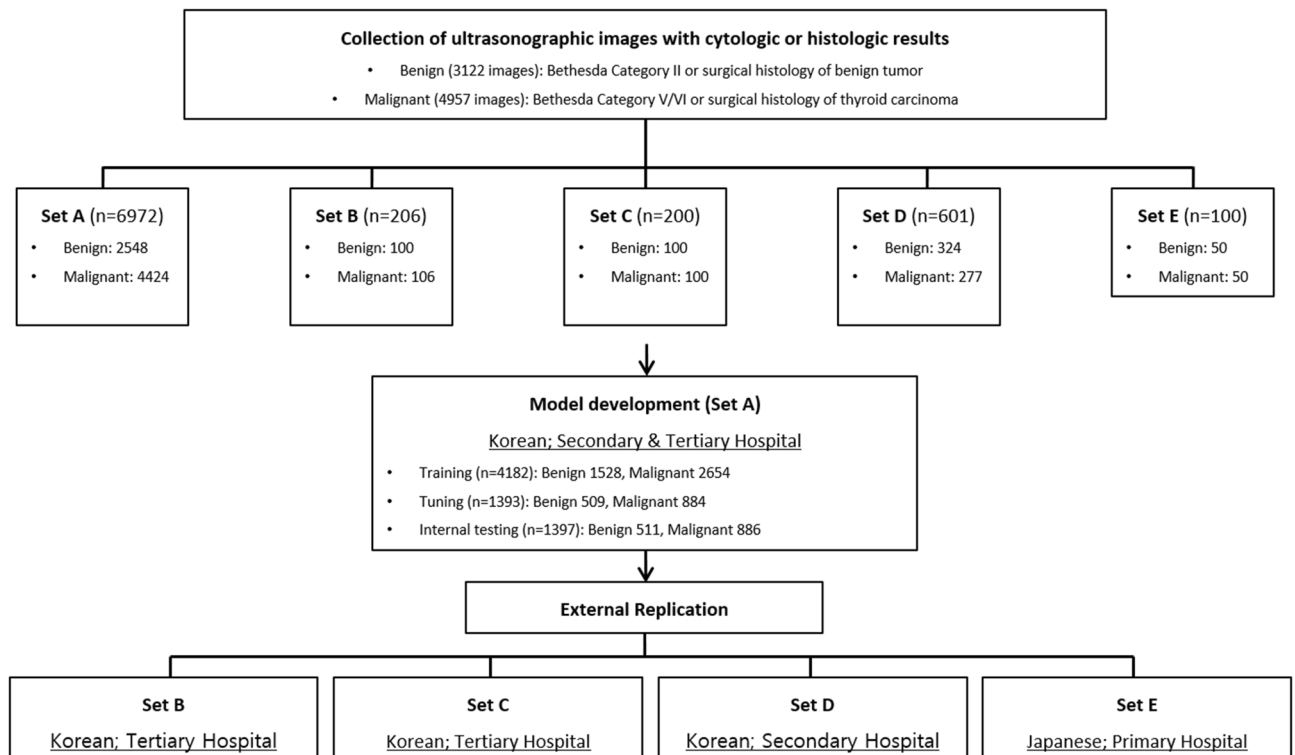 Collection of ultrasonographic images with cytologic or histologic results
• Benign (3122 images): Bethesda Category II or surgical histology of benign tumor
• Malignant (4957 images): Bethesda Category V/VI or surgical histology of thyroid carcinoma
Set A (n=6972)
• Benign: 2548
• Malignant: 4424
Set B (n=206)
• Benign: 100
• Malignant: 106
Set C (n=200)
• Benign: 100
• Malignant: 100
Set D (n=601)
• Benign: 324
• Malignant: 277
Set E (n=100)
• Benign: 50
• Malignant: 50
Model development (Set A)
Korean; Secondary & Tertiary Hospital
• Training (n=4182): Benign 1528, Malignant 2654
• Tuning (n=1393): Benign 509, Malignant 884
• Internal testing (n=1397): Benign 511, Malignant 886
External Replication
Set B
Korean; Tertiary Hospital
Set C
Korean; Tertiary Hospital
Set D
Korean; Secondary Hospital
Set E
Japanese; Primary Hospital